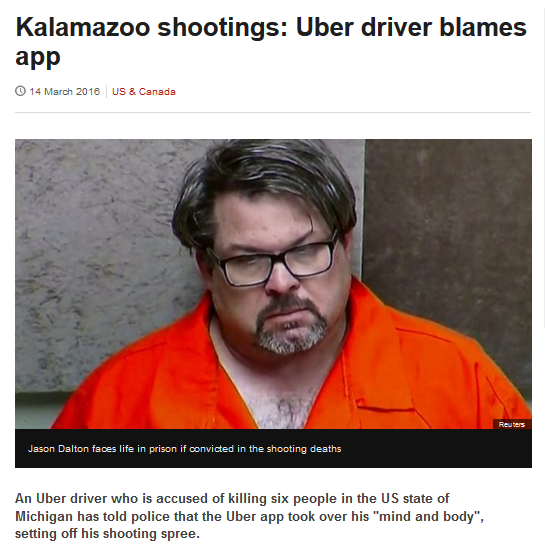 Kalamazoo shootings: Uber driver blames
app
14 March 2016 US & Canada
Reuters
Jason Dalton faces life in prison if convicted in the shooting deaths
An Uber driver who is accused of killing six people in the US state of
Michigan has told police that the Uber app took over his "mind and body",
setting off his shooting spree.